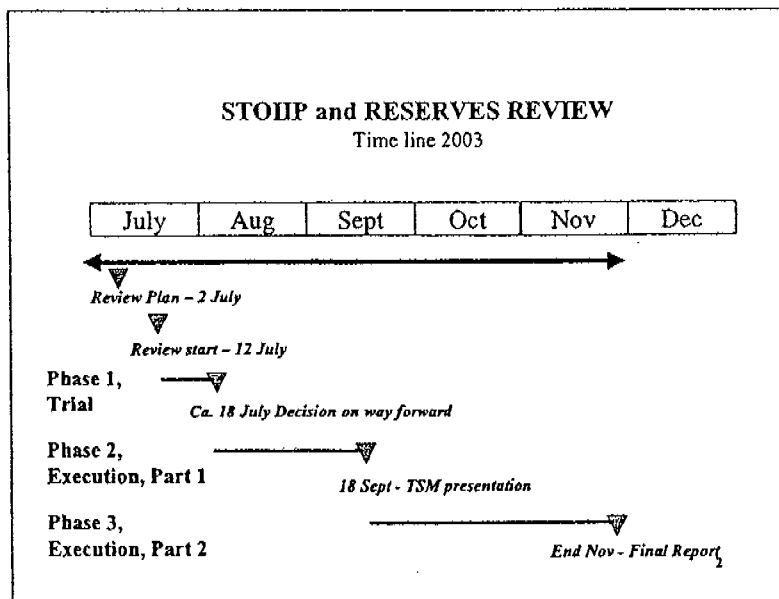 STOIIP and RESERVES REVIEW
Time line 2003
July Aug Sept Oct Nov Dec
Review Plan – 2 July
Review start – 12 July
Phase 1,
Trial
Ca. 18 July Decision on way forward
Phase 2,
Execution, Part 1
18 Sept - TSM presentation
Phase 3,
Execution, Part 2
End Nov - Final Report
2